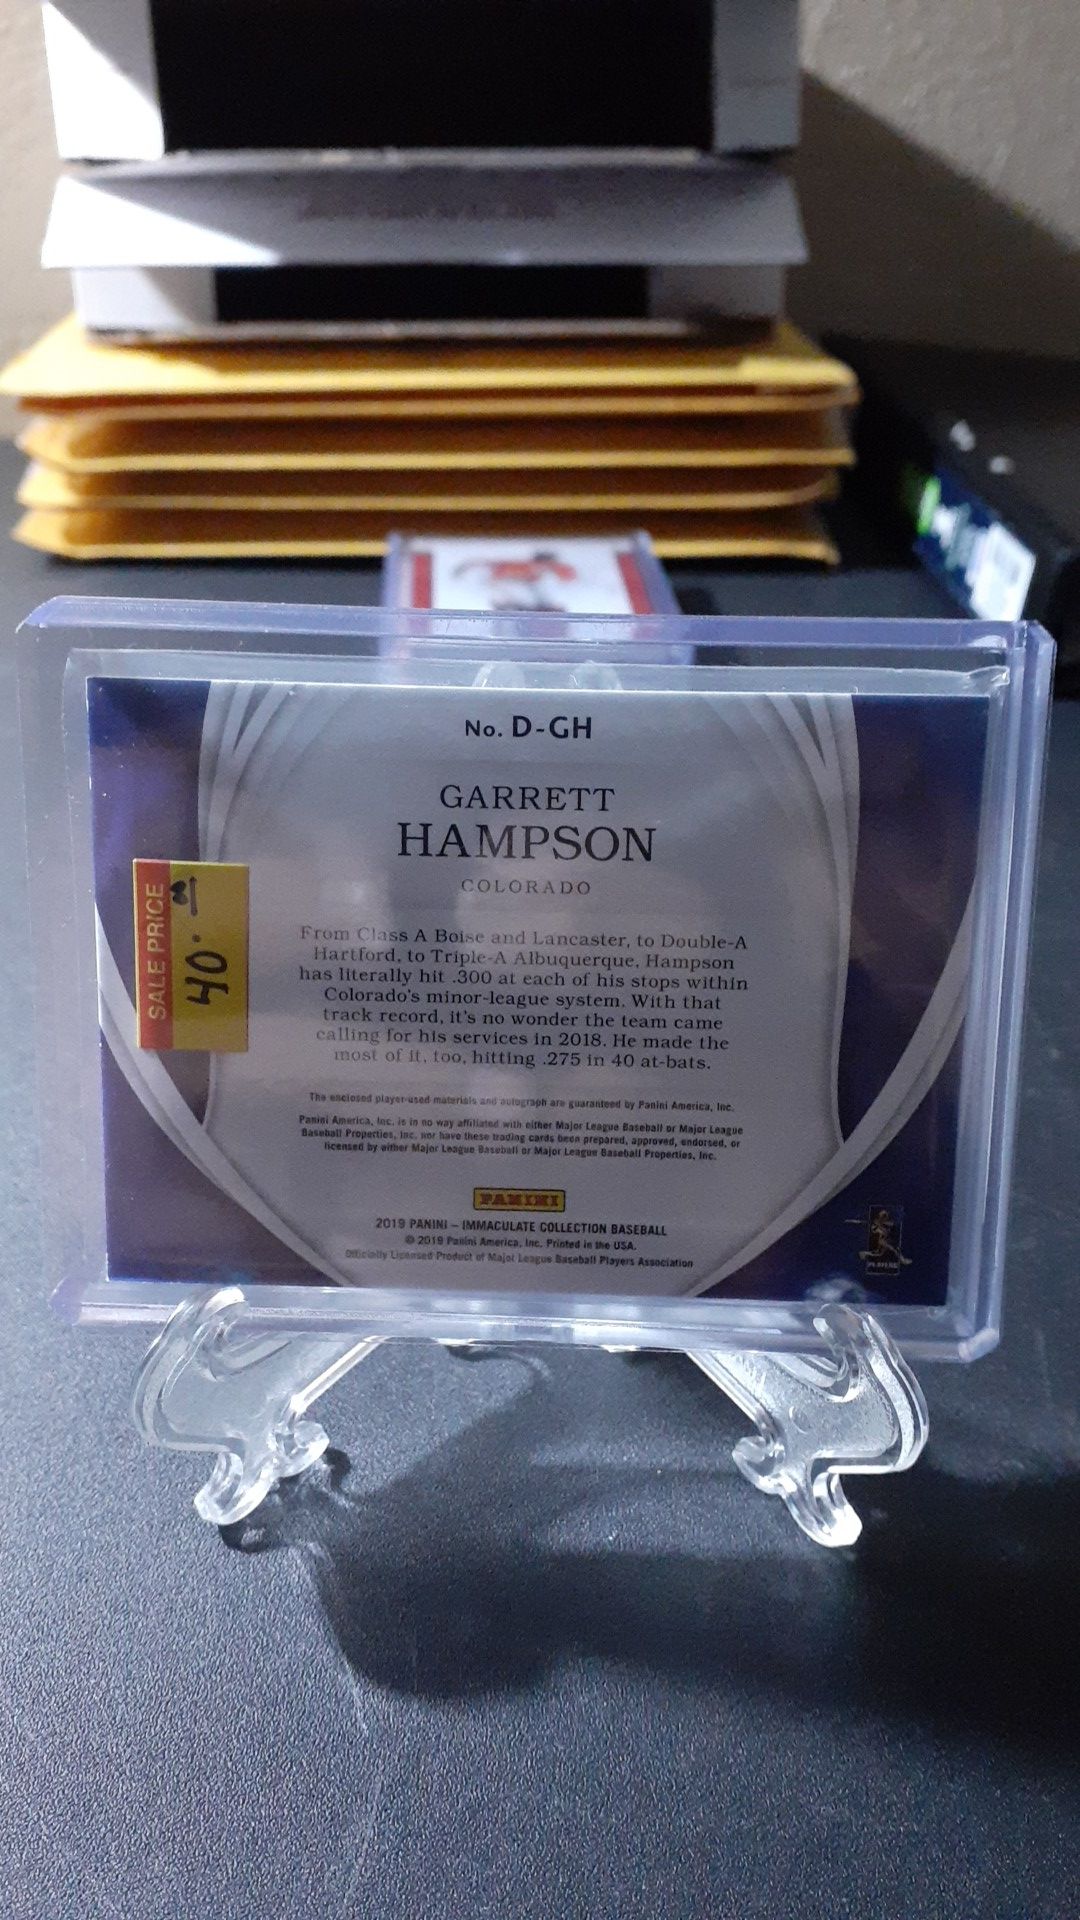 No. D-GH
GARRETT
HAMPSON
COLORADO
From Class A Boise and Lancaster, to Double-A
Hartford, to Triple-A Albuquerque, Hampson
has literally hit .300 at each of his stops within
Colorado's minor-league system. With that
track record, it's no wonder the team came
calling for his services in 2018. He made the
most of it, too, hitting .275 in 40 at-bats.
The enclosed player-used materials and autograph are guaranteed by Panini America, Inc.
Panini America, Inc. is in no way affiliated with either Major League Baseball or Major League
Baseball Properties, Inc. nor have these trading cards been prepared, approved, endorsed, or
licensed by either Major League Baseball or Major League Baseball Properties, Inc.
PANINI
2019 PANINI – IMMACULATE COLLECTION BASEBALL
© 2019 Panini America, Inc. Printed in the USA.
Officially Licensed Product of Major League Baseball Players Association
PLAYERS
SALE PRICE
40.00